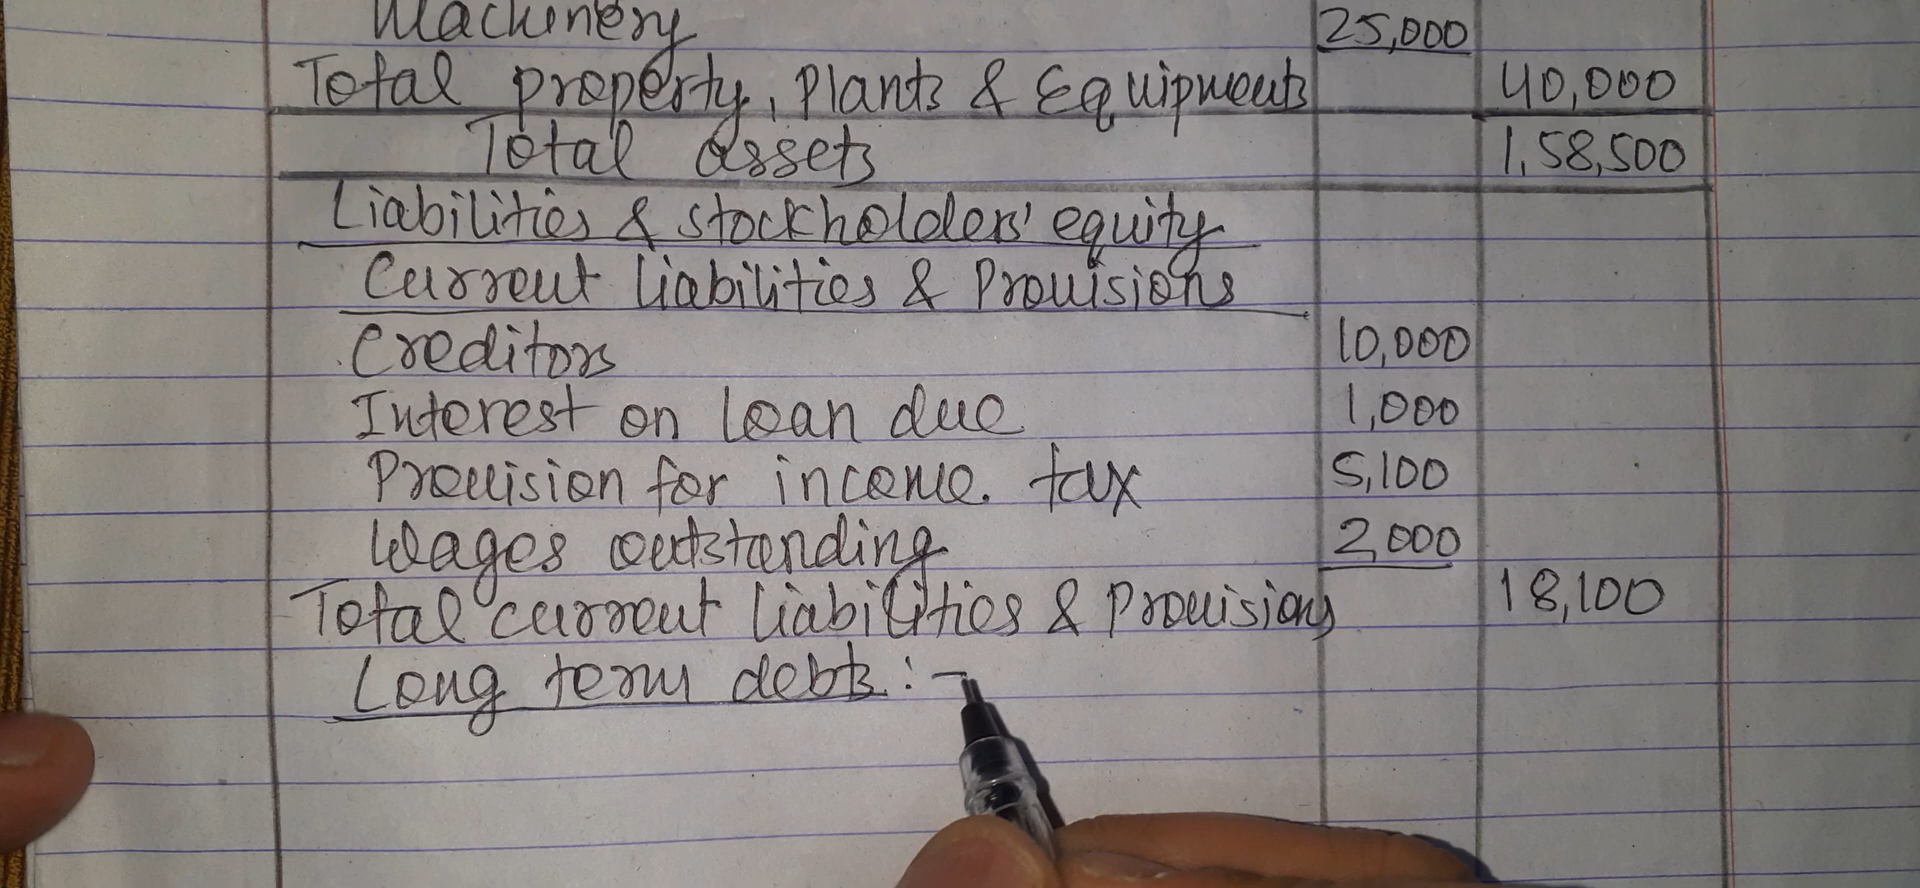 Machinery 25,000
Total property, Plants & Equipments 40,000
Total assets 1,58,500
Liabilities & stockholders' equity
Current liabilities & Provisions
Creditors 10,000
Interest on loan due 1,000
Provision for income. tax 5,100
Wages outstanding 2,000
Total current liabilities & Provisions 18,100
Long term debts :-